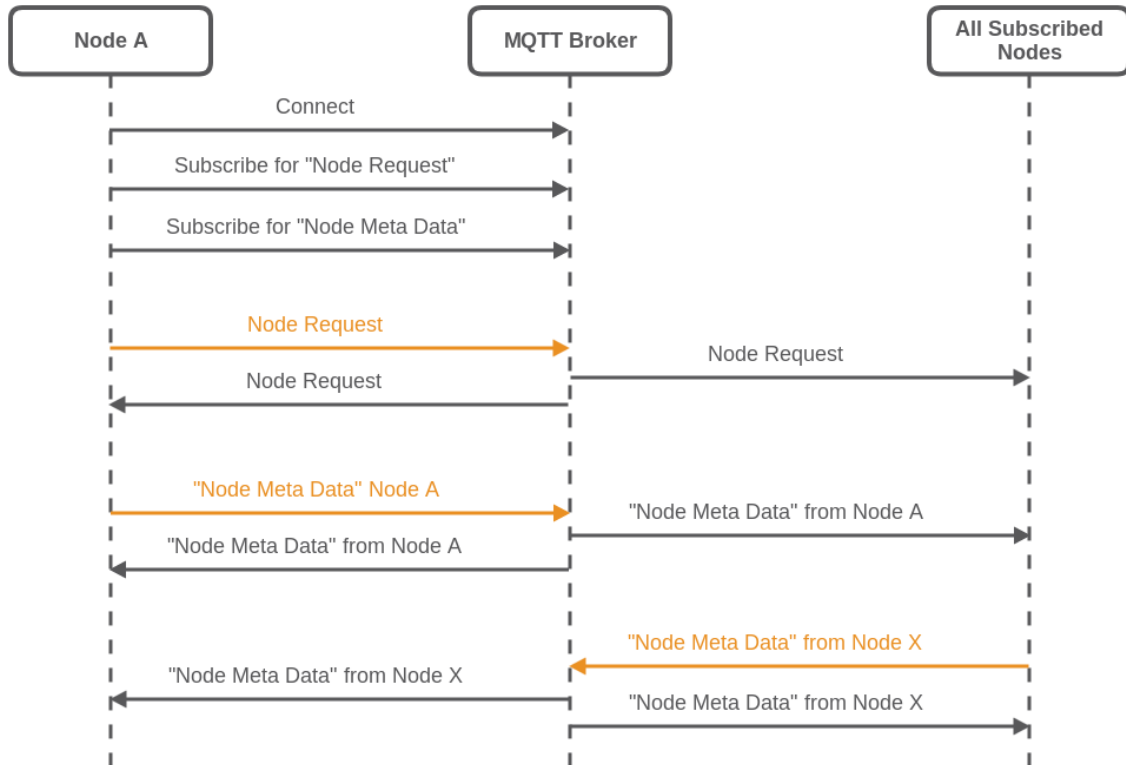 Node A
MQTT Broker
All Subscribed
Nodes
Connect
Subscribe for "Node Request"
Subscribe for "Node Meta Data"
Node Request
Node Request
Node Request
"Node Meta Data" Node A
"Node Meta Data" from Node A
"Node Meta Data" from Node A
"Node Meta Data" from Node X
"Node Meta Data" from Node X
"Node Meta Data" from Node X